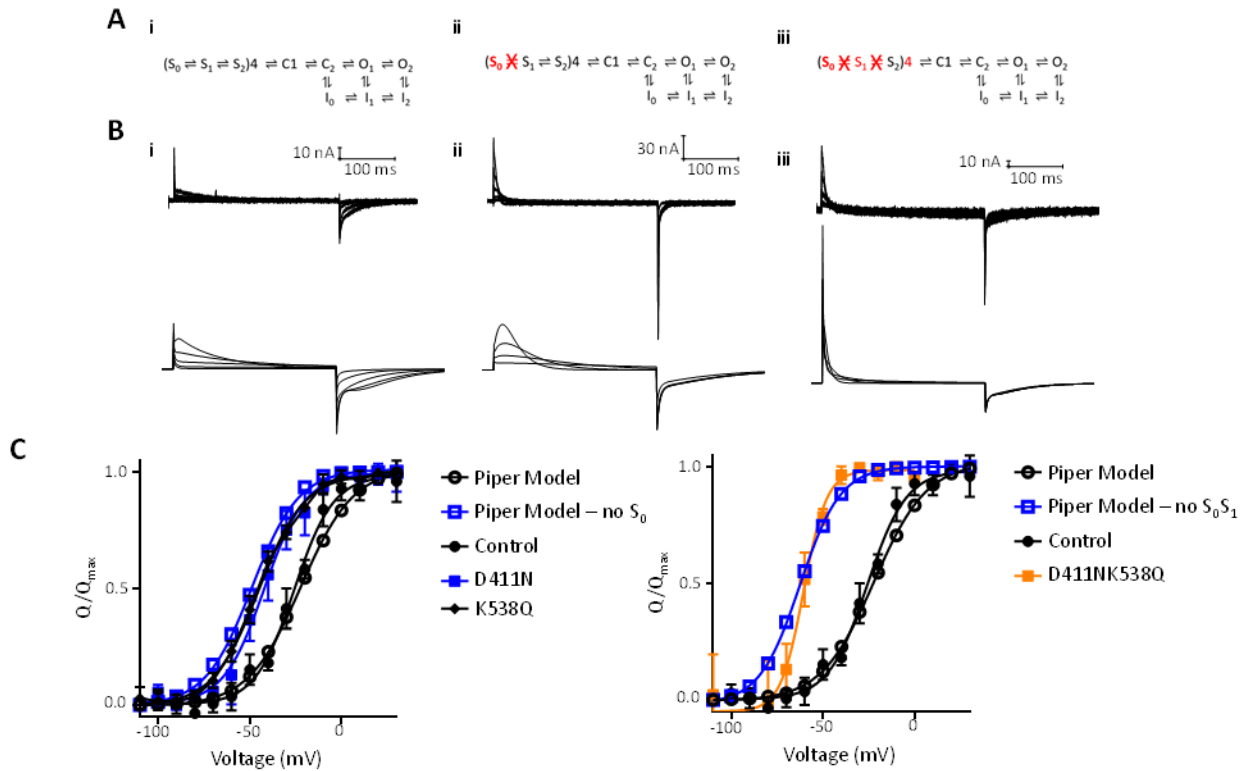 A
i
(S₀ ⇌ S₁ ⇌ S₂)4 ⇌ C1 ⇌ C₂ ⇌ O₁ ⇌ O₂
I₀ ⇌ I₁ ⇌ I₂
ii
(S₀ X S₁ ⇌ S₂)4 ⇌ C1 ⇌ C₂ ⇌ O₁ ⇌ O₂
I₀ ⇌ I₁ ⇌ I₂
iii
(S₀ X S₁ X S₂)4 ⇌ C1 ⇌ C₂ ⇌ O₁ ⇌ O₂
I₀ ⇌ I₁ ⇌ I₂
B
i
10 nA
100 ms
ii
30 nA
100 ms
iii
10 nA
100 ms
C
1.0
0.5
0.0
Q/Qmax
-100
-50
0
Voltage (mV)
Piper Model
Piper Model – no S₀
Control
D411N
K538Q
1.0
0.5
0.0
Q/Qmax
-100
-50
0
Voltage (mV)
Piper Model
Piper Model – no S₀S₁
Control
D411NK538Q